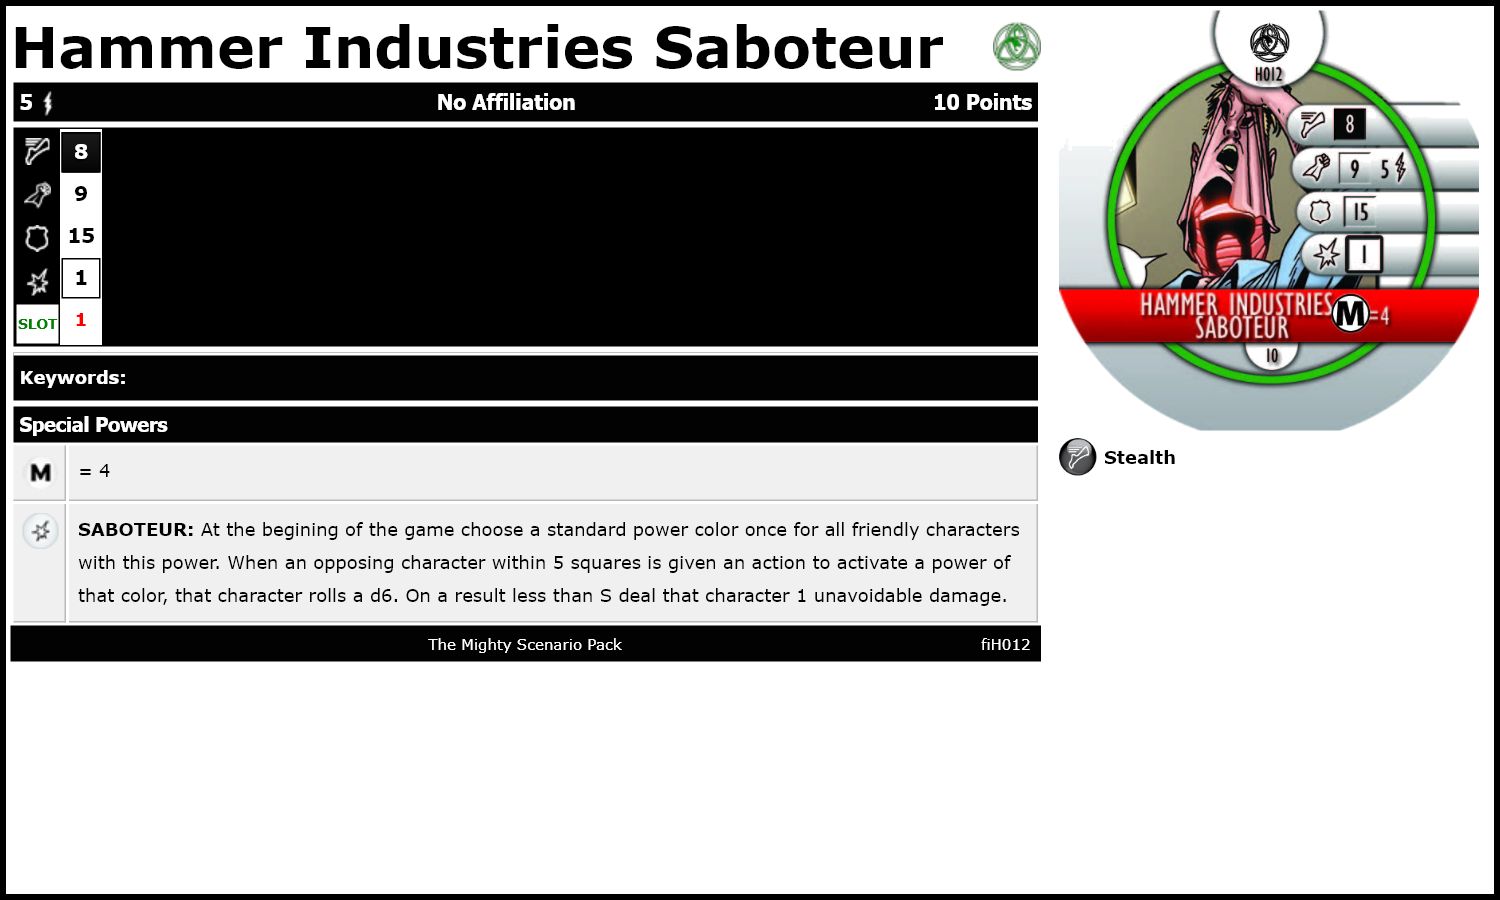 Hammer Industries Saboteur
5 No Affiliation 10 Points
8
9
15
1
SLOT 1
Keywords:
Special Powers
M = 4
SABOTEUR: At the begining of the game choose a standard power color once for all friendly characters
with this power. When an opposing character within 5 squares is given an action to activate a power of
that color, that character rolls a d6. On a result less than S deal that character 1 unavoidable damage.
The Mighty Scenario Pack fiH012
H012
8
9 5
15
1
HAMMER INDUSTRIES
SABOTEUR
M=4
10
Stealth